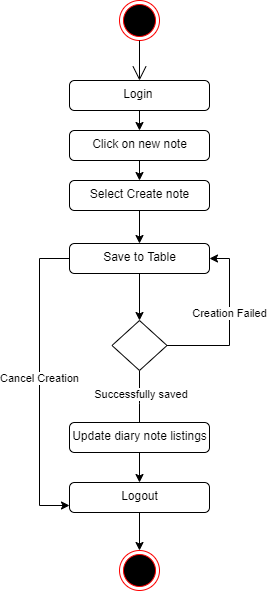 Login
Click on new note
Select Create note
Save to Table
Creation Failed
Cancel Creation
Successfully saved
Update diary note listings
Logout